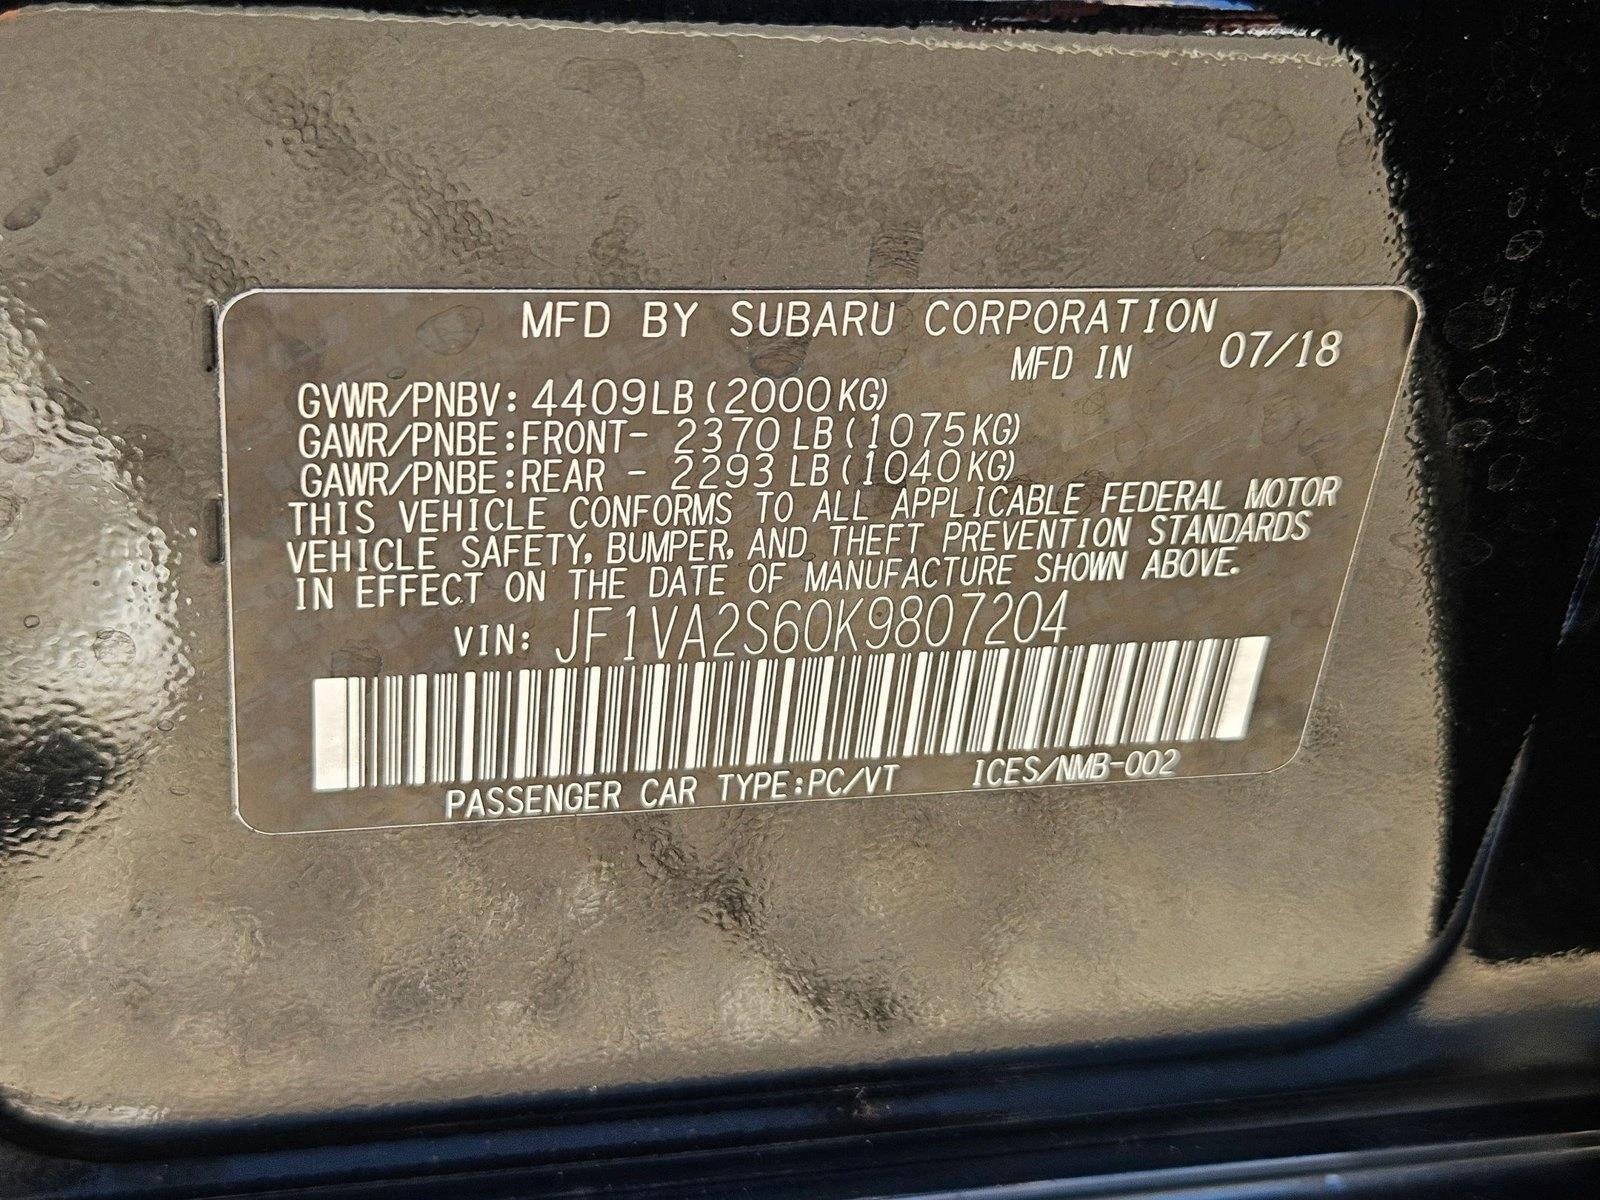 MFD BY SUBARU CORPORATION
MFD IN 07/18
GVWR/PNBV: 4409LB (2000KG)
GAWR/PNBE:FRONT- 2370 LB (1075KG)
GAWR/PNBE:REAR - 2293 LB (1040KG)
THIS VEHICLE CONFORMS TO ALL APPLICABLE FEDERAL MOTOR
VEHICLE SAFETY, BUMPER, AND THEFT PREVENTION STANDARDS
IN EFFECT ON THE DATE OF MANUFACTURE SHOWN ABOVE.
VIN: JF1VA2S60K9807204
PASSENGER CAR TYPE:PC/VT ICES/NMB-002